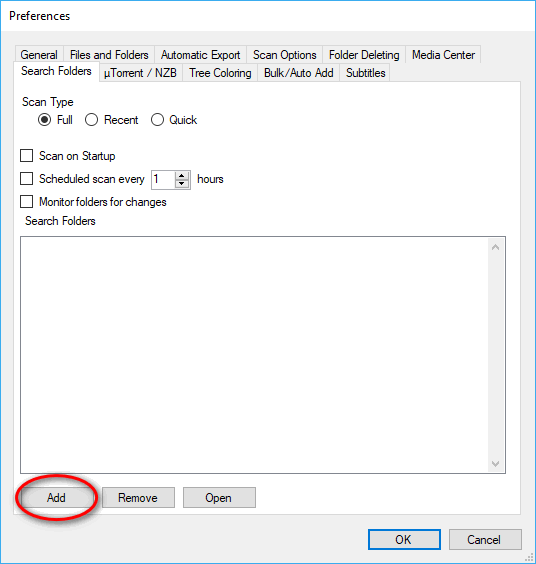 Preferences
General Files and Folders Automatic Export Scan Options Folder Deleting Media Center
Search Folders µTorrent / NZB Tree Coloring Bulk/Auto Add Subtitles
Scan Type
Full Recent Quick
Scan on Startup
Scheduled scan every 1 hours
Monitor folders for changes
Search Folders
Add Remove Open
OK Cancel